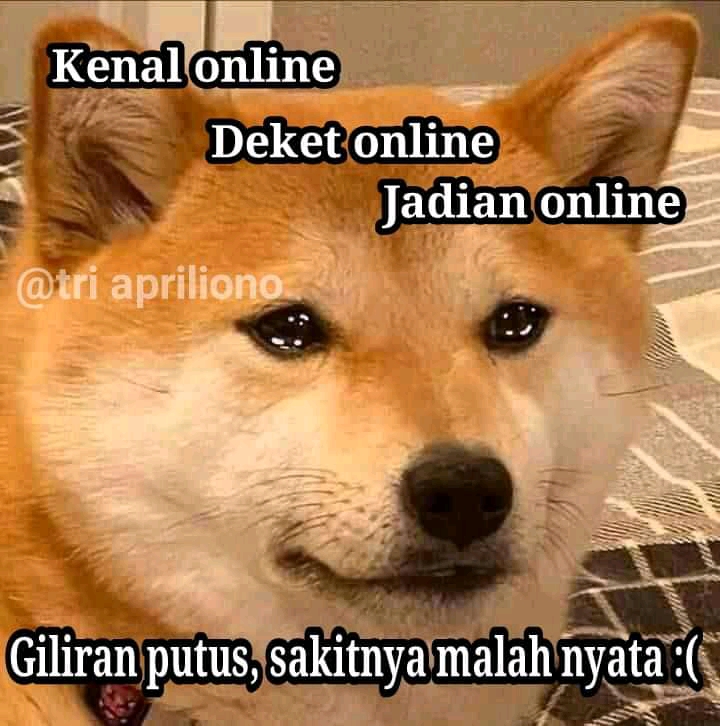 Kenal online
Deket online
Jadian online
@tri apriliono
Giliran putus, sakitnya malah nyata :(